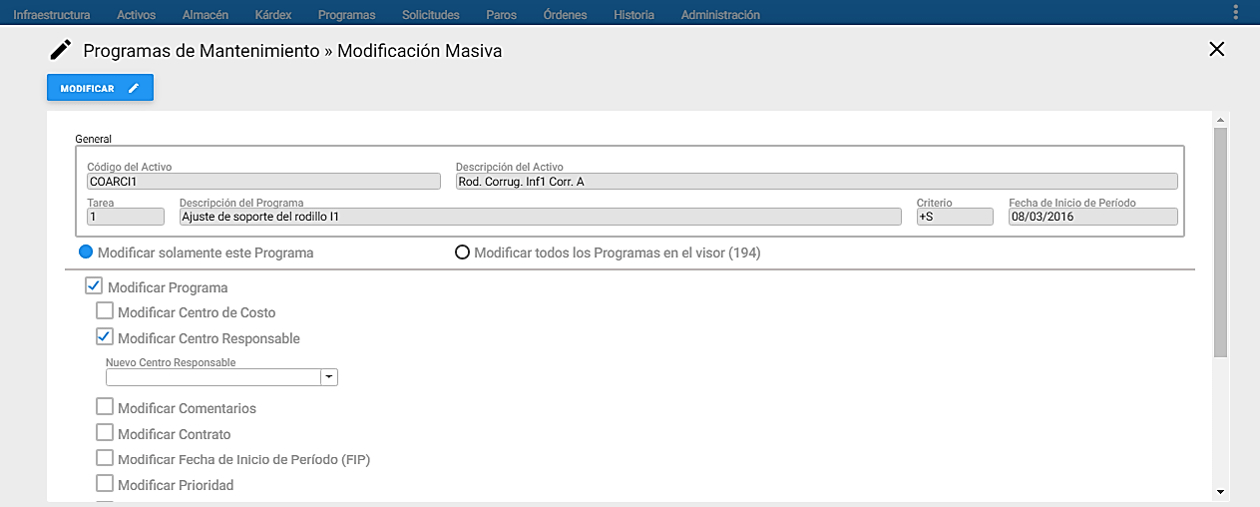 Infraestructura Activos Almacén Kárdex Programas Solicitudes Paros Órdenes Historia Administración
Programas de Mantenimiento » Modificación Masiva
MODIFICAR
General
Código del Activo Descripción del Activo
COARCI1 Rod. Corrug. Inf1 Corr. A
Tarea Descripción del Programa Criterio Fecha de Inicio de Período
1 Ajuste de soporte del rodillo I1 +S 08/03/2016
Modificar solamente este Programa Modificar todos los Programas en el visor (194)
Modificar Programa
Modificar Centro de Costo
Modificar Centro Responsable
Nuevo Centro Responsable
Modificar Comentarios
Modificar Contrato
Modificar Fecha de Inicio de Período (FIP)
Modificar Prioridad